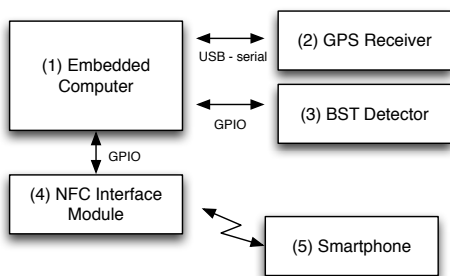 (1) Embedded
Computer
USB - serial
(2) GPS Receiver
GPIO
(3) BST Detector
GPIO
(4) NFC Interface
Module
(5) Smartphone